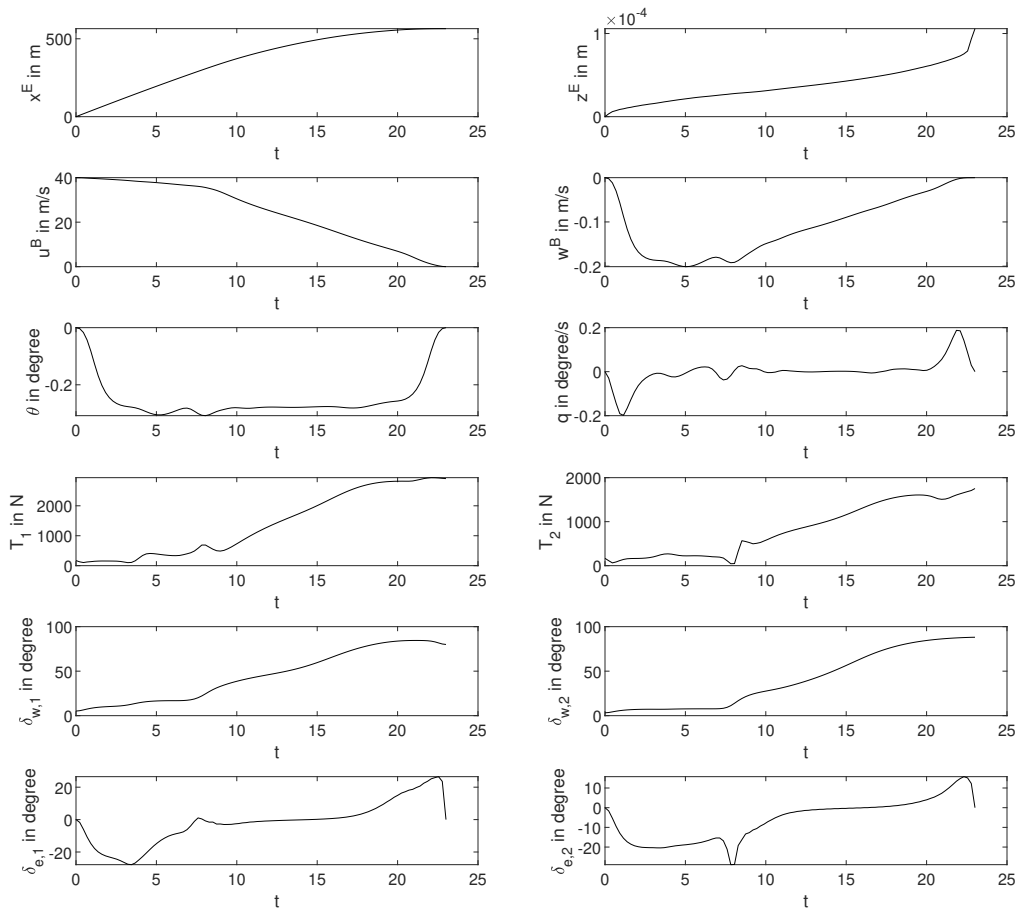 ×10⁻⁴
500
0
x^E in m
0 5 10 15 20 25
t
1
0
z^E in m
0 5 10 15 20 25
t
40
20
0
u^B in m/s
0 5 10 15 20 25
t
0
-0.1
-0.2
w^B in m/s
0 5 10 15 20 25
t
0
-0.2
θ in degree
0 5 10 15 20 25
t
0.2
0
-0.2
q in degree/s
0 5 10 15 20 25
t
2000
1000
0
T_1 in N
0 5 10 15 20 25
t
2000
1000
0
T_2 in N
0 5 10 15 20 25
t
100
50
0
δ_w,1 in degree
0 5 10 15 20 25
t
100
50
0
δ_w,2 in degree
0 5 10 15 20 25
t
20
0
-20
δ_e,1 in degree
0 5 10 15 20 25
t
10
0
-10
-20
δ_e,2 in degree
0 5 10 15 20 25
t